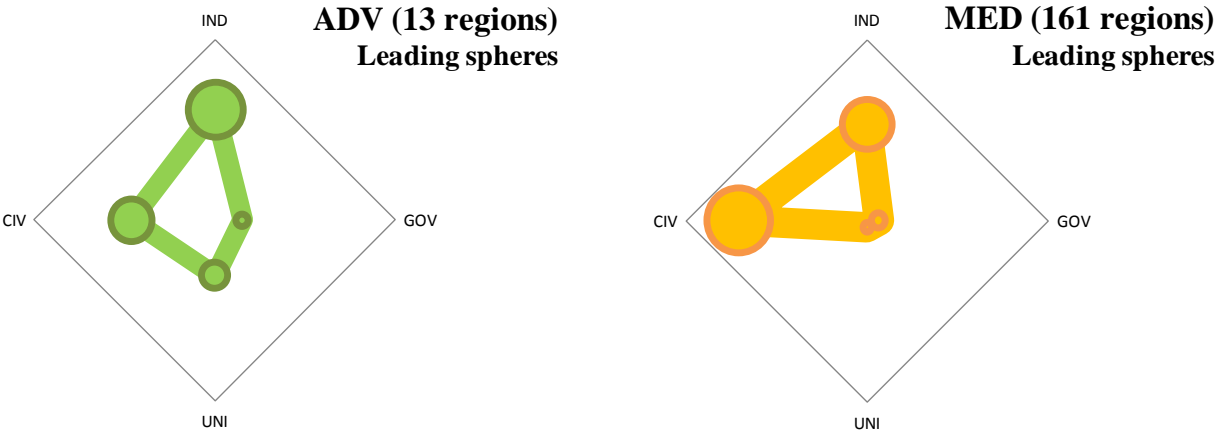 ADV (13 regions)
Leading spheres
IND
CIV
GOV
UNI
MED (161 regions)
Leading spheres
IND
CIV
GOV
UNI